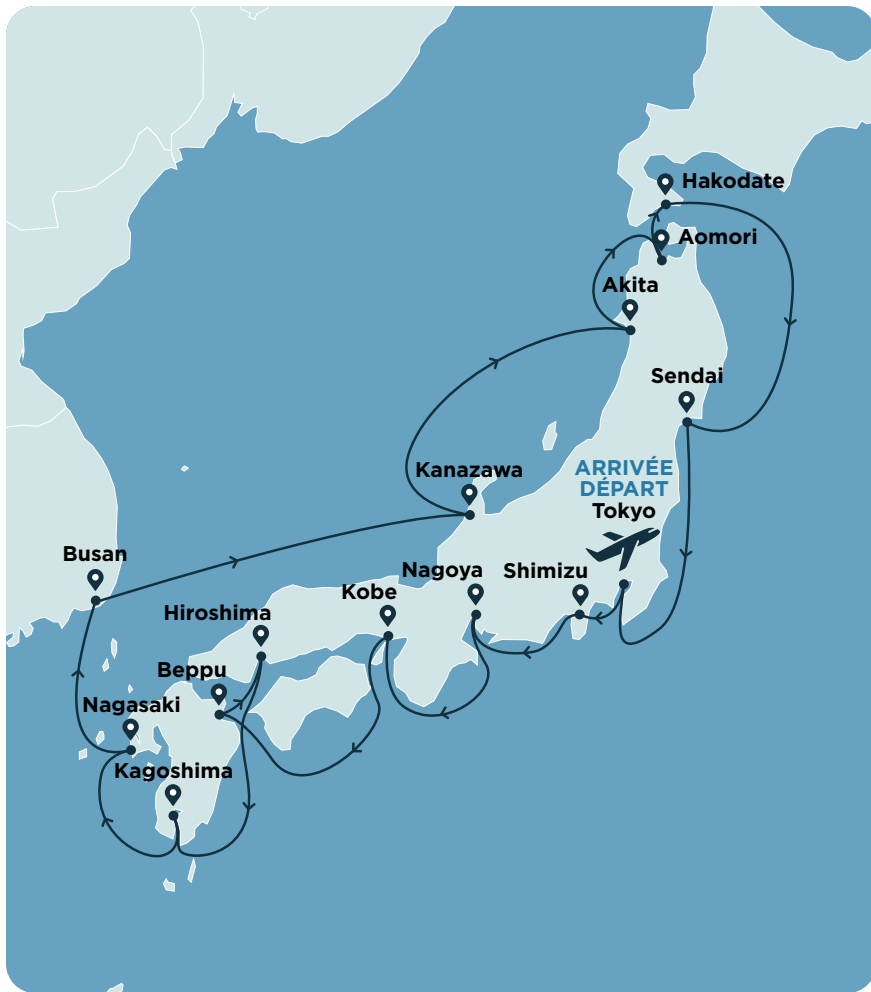 Hakodate
Aomori
Akita
Sendai
Kanazawa
ARRIVÉE
DÉPART
Tokyo
Busan
Nagoya
Shimizu
Kobe
Hiroshima
Beppu
Nagasaki
Kagoshima